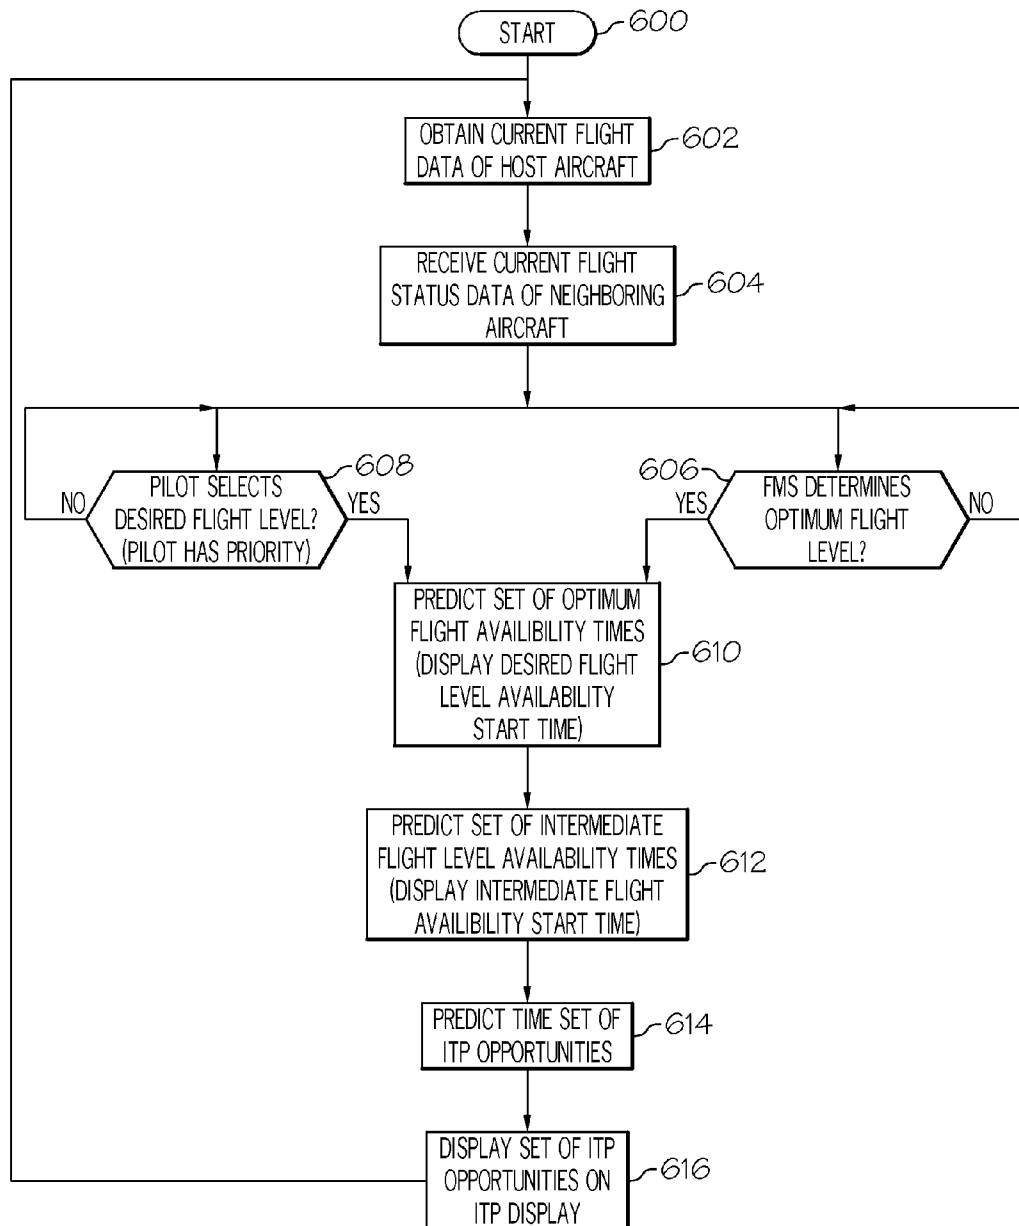 START
600
OBTAIN CURRENT FLIGHT
DATA OF HOST AIRCRAFT
602
RECEIVE CURRENT FLIGHT
STATUS DATA OF NEIGHBORING
AIRCRAFT
604
NO
PILOT SELECTS
DESIRED FLIGHT LEVEL?
(PILOT HAS PRIORITY)
608
YES
606
YES
FMS DETERMINES
OPTIMUM FLIGHT
LEVEL?
NO
PREDICT SET OF OPTIMUM
FLIGHT AVAILIBILITY TIMES
(DISPLAY DESIRED FLIGHT
LEVEL AVAILABILITY
START TIME)
610
PREDICT SET OF INTERMEDIATE
FLIGHT LEVEL AVAILABILITY TIMES
(DISPLAY INTERMEDIATE FLIGHT
AVAILIBILITY START TIME)
612
PREDICT TIME SET OF
ITP OPPORTUNITIES
614
DISPLAY SET OF ITP
OPPORTUNITIES ON
ITP DISPLAY
616